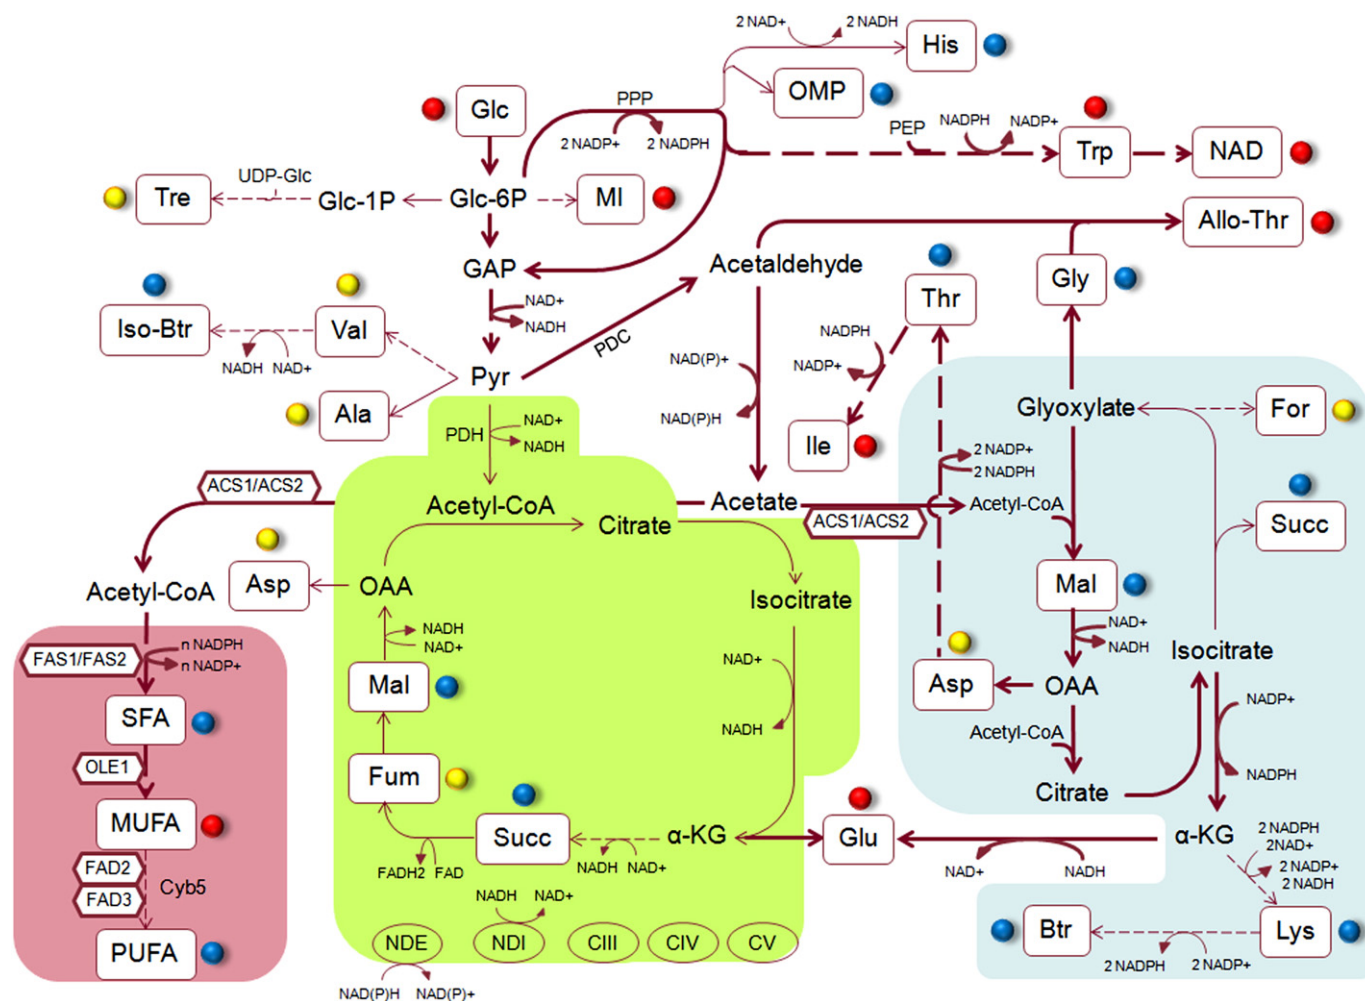 2 NAD+
2 NADH
His
OMP
Glc
PPP
2 NADP+
2 NADPH
PEP
NADPH
NADP+
Trp
NAD
UDP-Glc
Tre
Glc-1P
Glc-6P
MI
Allo-Thr
GAP
Acetaldehyde
Thr
Gly
NAD+
NADH
Iso-Btr
Val
NADH
NAD+
PDC
NADPH
NADP+
NAD(P)+
NAD(P)H
Pyr
Ala
Ile
Glyoxylate
For
PDH
NAD+
NADH
2 NADP+
2 NADPH
ACS1/ACS2
Acetyl-CoA
Citrate
Acetate
ACS1/ACS2
Acetyl-CoA
Succ
Asp
Acetyl-CoA
OAA
Isocitrate
Mal
NADH
NAD+
NAD+
NADH
FAS1/FAS2
n NADPH
n NADP+
Mal
NAD+
NADH
Asp
OAA
Isocitrate
SFA
NADP+
NADPH
Acetyl-CoA
OLE1
Fum
Citrate
MUFA
Succ
α-KG
Glu
α-KG
2 NADPH
2NAD+
2 NADP+
2 NADH
FADH2
FAD
NADH
NAD+
NAD+
NADH
FAD2
Cyb5
FAD3
NADH
NAD+
PUFA
NDE
NDI
CIII
CIV
CV
Btr
Lys
2 NADPH
2 NADP+
NAD(P)H
NAD(P)+